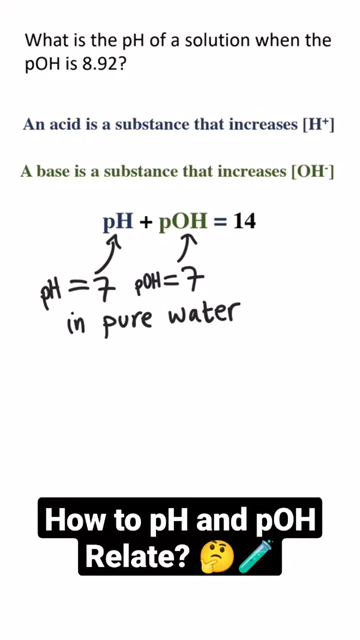 What is the pH of a solution when the
pOH is 8.92?
An acid is a substance that increases [H⁺]
A base is a substance that increases [OH⁻]
pH + pOH = 14
pH = 7 pOH = 7
in pure water
How to pH and pOH
Relate? 🤔🧪